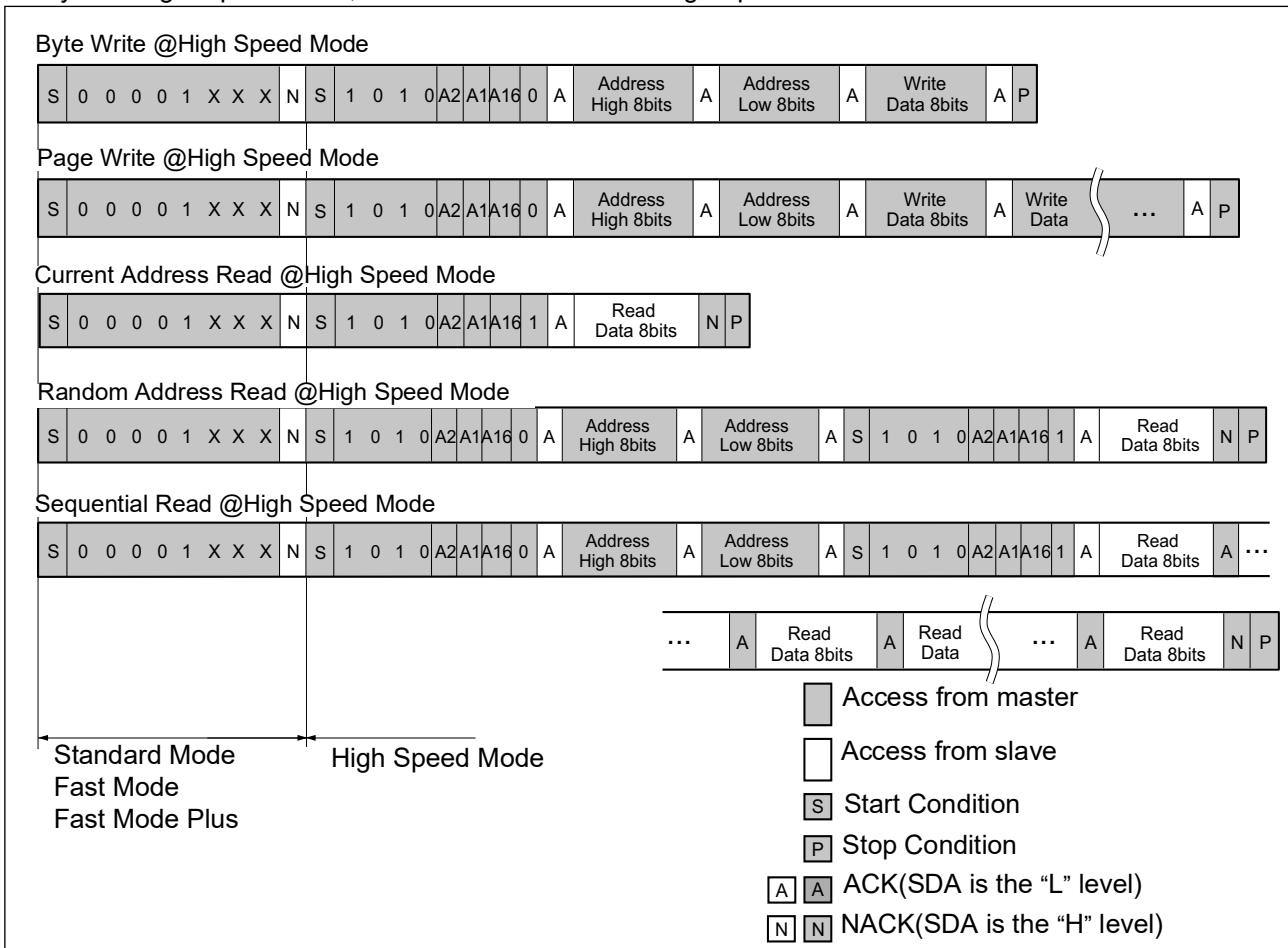 Byte Write @High Speed Mode
S 0 0 0 0 1 X X X N S 1 0 1 0 A2 A1 A16 0 A Address High 8bits A Address Low 8bits A Write Data 8bits A P
Page Write @High Speed Mode
S 0 0 0 0 1 X X X N S 1 0 1 0 A2 A1 A16 0 A Address High 8bits A Address Low 8bits A Write Data 8bits A Write Data ... A P
Current Address Read @High Speed Mode
S 0 0 0 0 1 X X X N S 1 0 1 0 A2 A1 A16 1 A Read Data 8bits N P
Random Address Read @High Speed Mode
S 0 0 0 0 1 X X X N S 1 0 1 0 A2 A1 A16 0 A Address High 8bits A Address Low 8bits A S 1 0 1 0 A2 A1 A16 1 A Read Data 8bits N P
Sequential Read @High Speed Mode
S 0 0 0 0 1 X X X N S 1 0 1 0 A2 A1 A16 0 A Address High 8bits A Address Low 8bits A S 1 0 1 0 A2 A1 A16 1 A Read Data 8bits A ...
... A Read Data 8bits A Read Data ... A Read Data 8bits N P
Standard Mode
Fast Mode
Fast Mode Plus
High Speed Mode
Access from master
Access from slave
S Start Condition
P Stop Condition
A A ACK(SDA is the “L” level)
N N NACK(SDA is the “H” level)